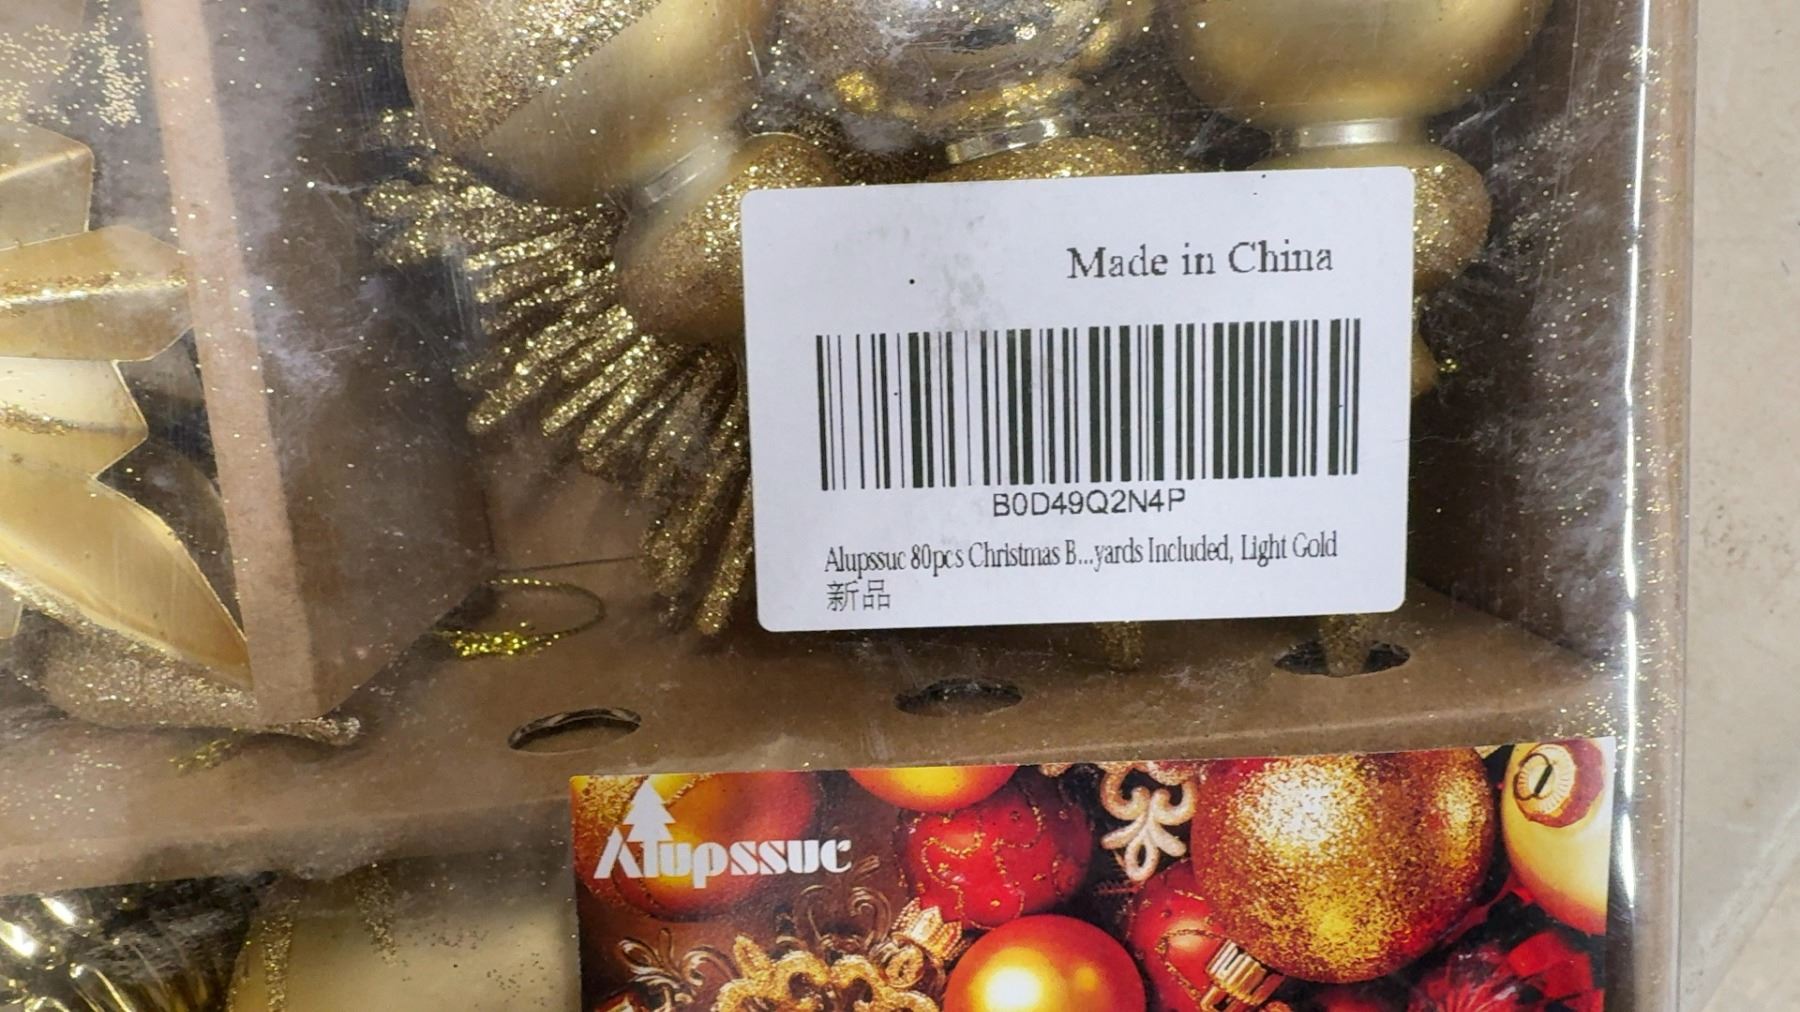 Made in China
B0D49Q2N4P
Alupssuc 80pcs Christmas B...yards Included, Light Gold
新品
Alupssuc